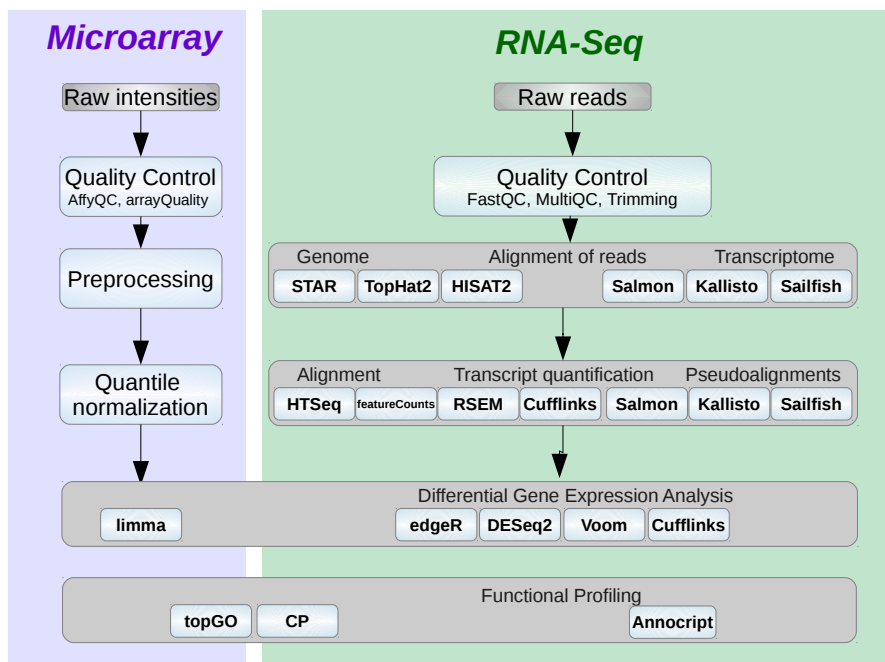 Microarray
RNA-Seq
Raw intensities
Raw reads
Quality Control
AffyQC, arrayQuality
Quality Control
FastQC, MultiQC, Trimming
Preprocessing
Genome Alignment of reads Transcriptome
STAR TopHat2 HISAT2 Salmon Kallisto Sailfish
Quantile
normalization
Alignment Transcript quantification Pseudoalignments
HTSeq featureCounts RSEM Cufflinks Salmon Kallisto Sailfish
Differential Gene Expression Analysis
limma edgeR DESeq2 Voom Cufflinks
Functional Profiling
topGO CP Annocript